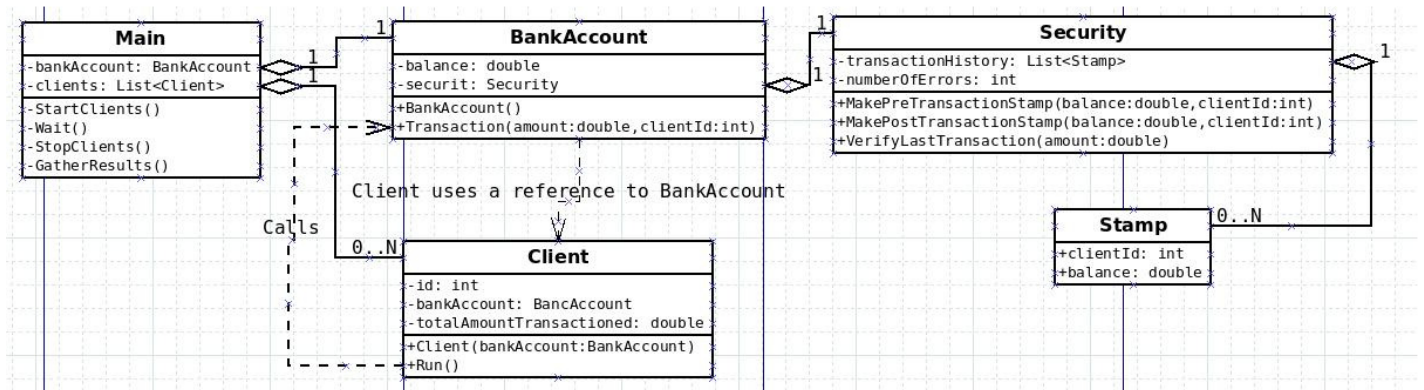 Main
-bankAccount: BankAccount
-clients: List<Client>
-StartClients()
-Wait()
-StopClients()
-GatherResults()
1
1
1
BankAccount
-balance: double
-securit: Security
+BankAccount()
+Transaction(amount:double,clientId:int)
1
1
Security
-transactionHistory: List<Stamp>
-numberOfErrors: int
+MakePreTransactionStamp(balance:double,clientId:int)
+MakePostTransactionStamp(balance:double,clientId:int)
+VerifyLastTransaction(amount:double)
1
Client uses a reference to BankAccount
Calls
0..N
Client
-id: int
-bankAccount: BancAccount
-totalAmountTransactioned: double
+Client(bankAccount:BankAccount)
+Run()
0..N
Stamp
+clientId: int
+balance: double